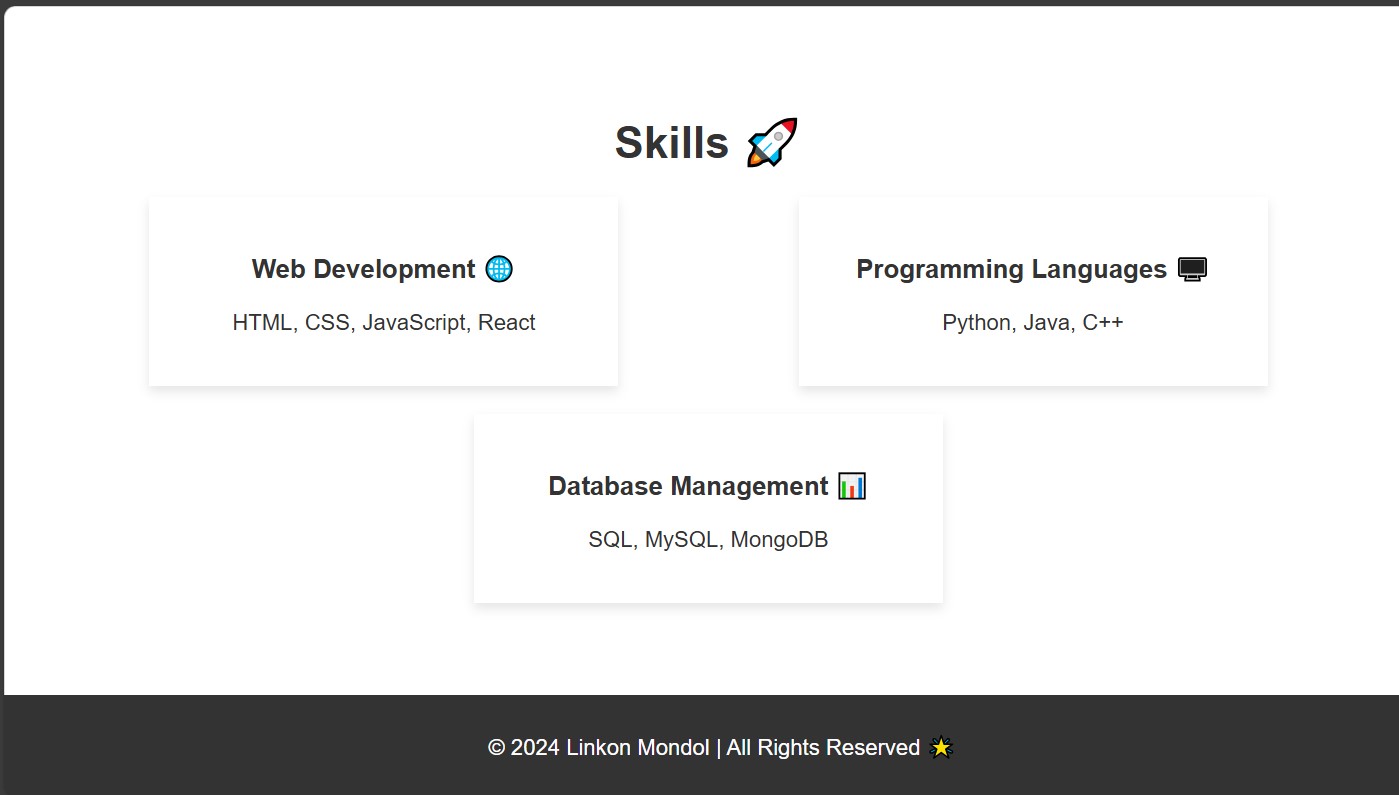 Skills 🚀
Web Development 🌐
HTML, CSS, JavaScript, React
Programming Languages 🖥️
Python, Java, C++
Database Management 📊
SQL, MySQL, MongoDB
© 2024 Linkon Mondol | All Rights Reserved 🌟